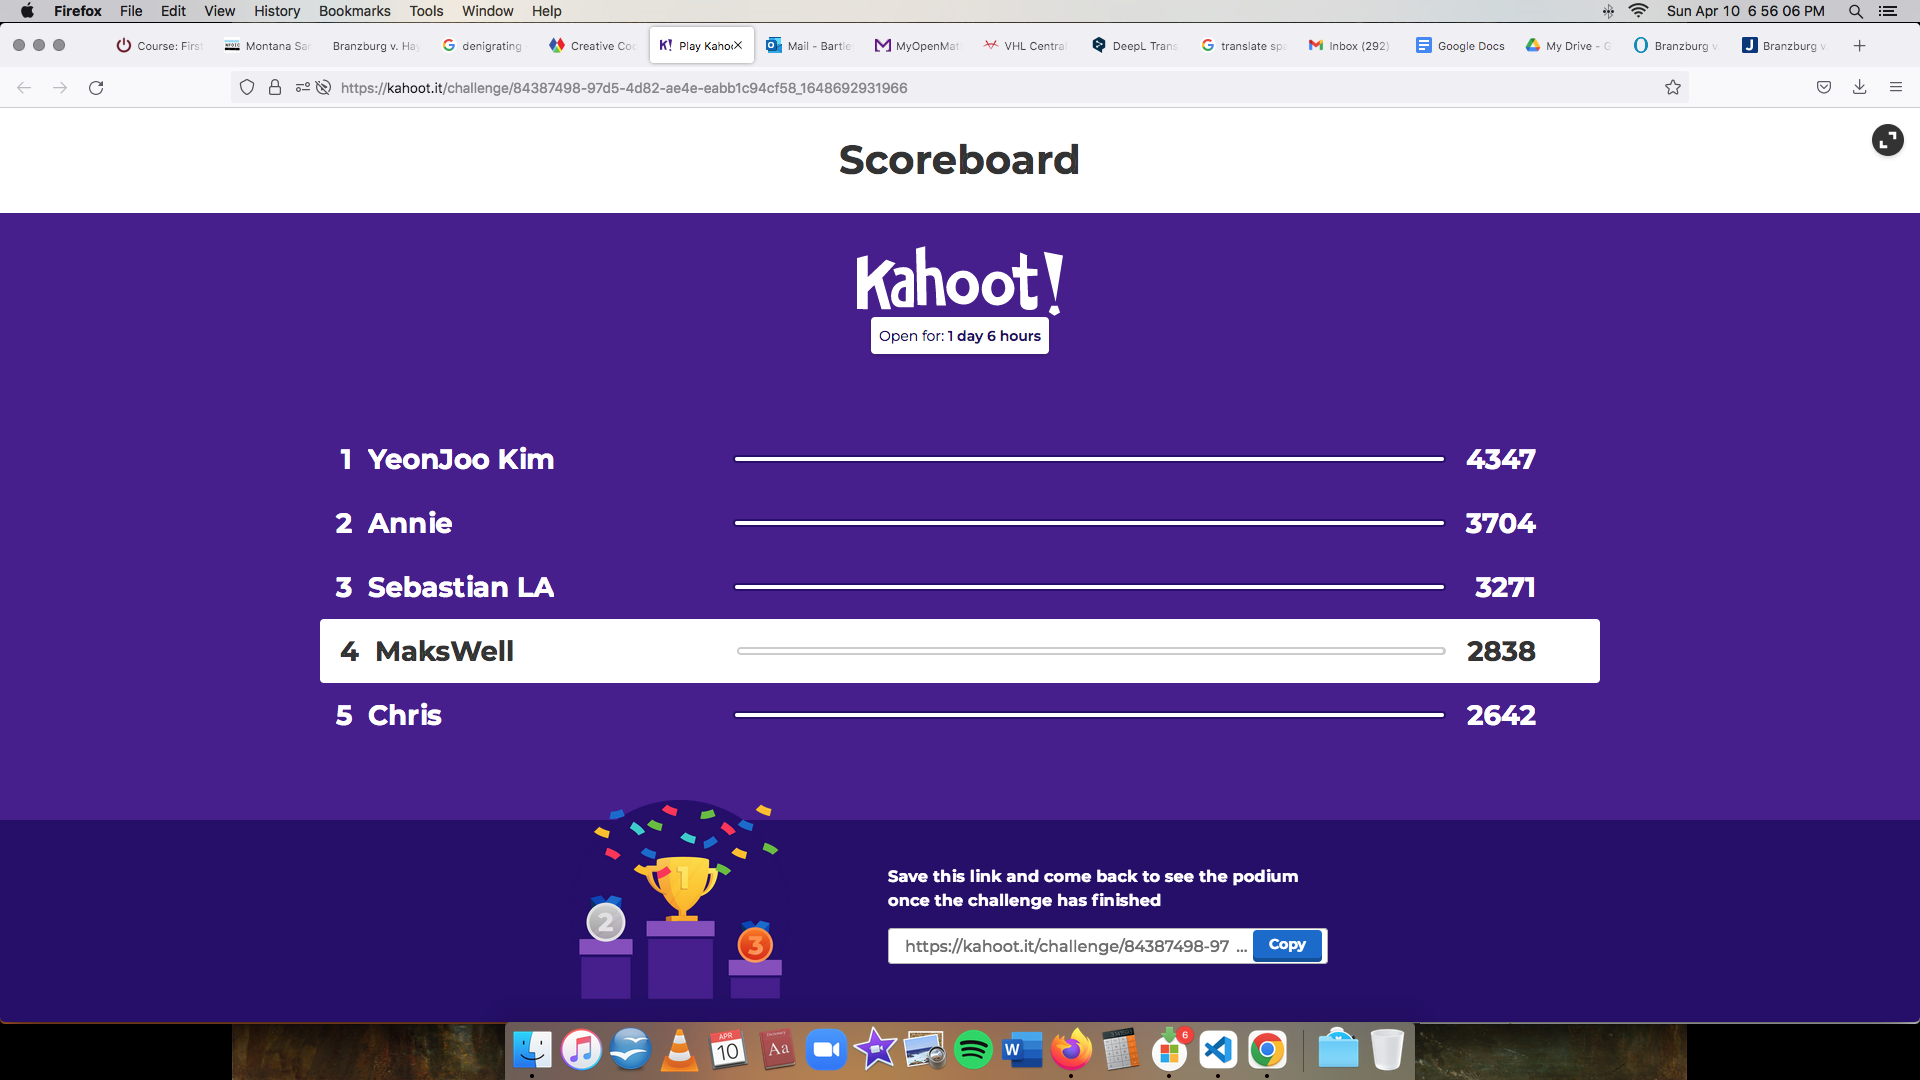 Firefox File Edit View History Bookmarks Tools Window Help Sun Apr 10 6 56 06 PM
Course: First Montana Sa Branzburg v. Hay denigrating Creative Co K! Play Kahoo Mail - Bartle MyOpenMat VHL Central DeepL Trans translate sp Inbox (292) Google Docs My Drive - G Branzburg v. Branzburg v.
https://kahoot.it/challenge/84387498-97d5-4d82-ae4e-eabb1c94cf58_1648692931966
Scoreboard
Kahoot!
Open for: 1 day 6 hours
1 YeonJoo Kim 4347
2 Annie 3704
3 Sebastian LA 3271
4 MaksWell 2838
5 Chris 2642
1
2
3
Save this link and come back to see the podium
once the challenge has finished
https://kahoot.it/challenge/84387498-97 ... Copy
APR
10
Dictionary
Aa
W
6